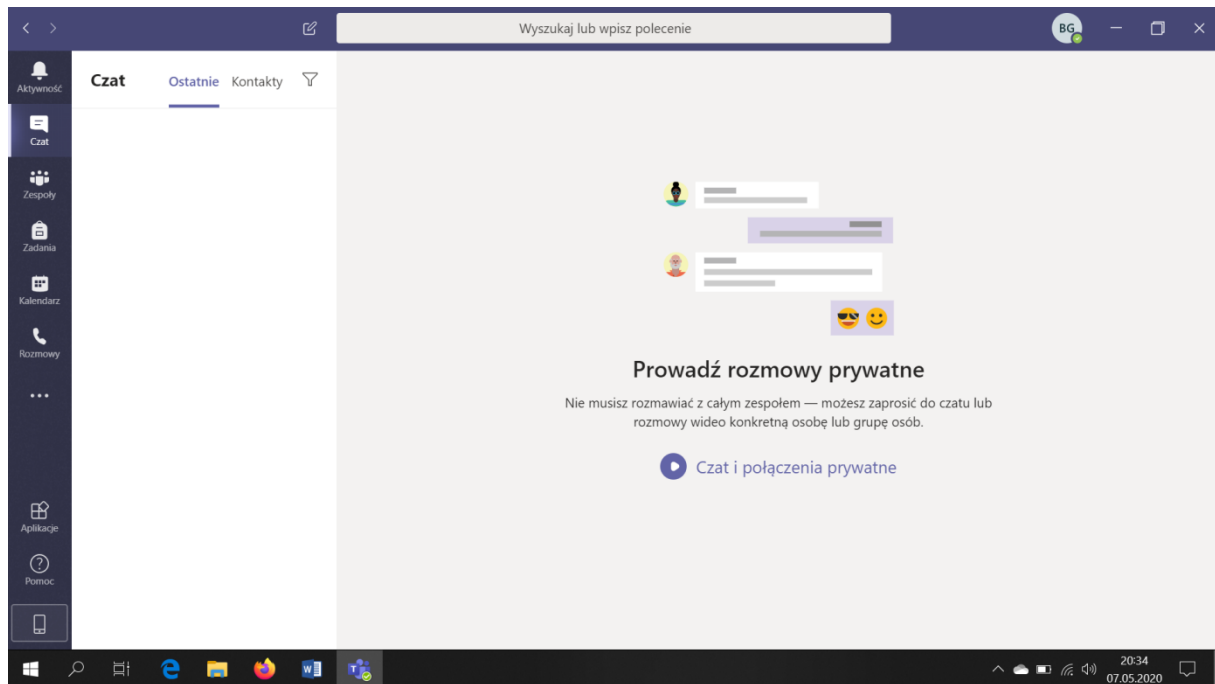 Wyszukaj lub wpisz polecenie
BG
Aktywność
Czat
Zespoły
Zadania
Kalendarz
Rozmowy
Aplikacje
Pomoc
Czat Ostatnie Kontakty
Prowadź rozmowy prywatne
Nie musisz rozmawiać z całym zespołem — możesz zaprosić do czatu lub
rozmowy wideo konkretną osobę lub grupę osób.
Czat i połączenia prywatne
20:34
07.05.2020